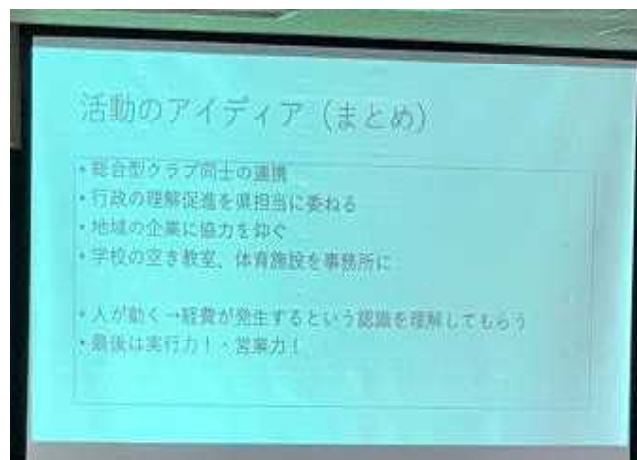 活動のアイディア（まとめ）
・総合型クラブ同士の連携
・行政の理解促進を県担当に委ねる
・地域の企業に協力を仰ぐ
・学校の空き教室、体育施設を事務所に
・人が動く→経費が発生するという認識を理解してもらう
・最後は実行力！・営業力！